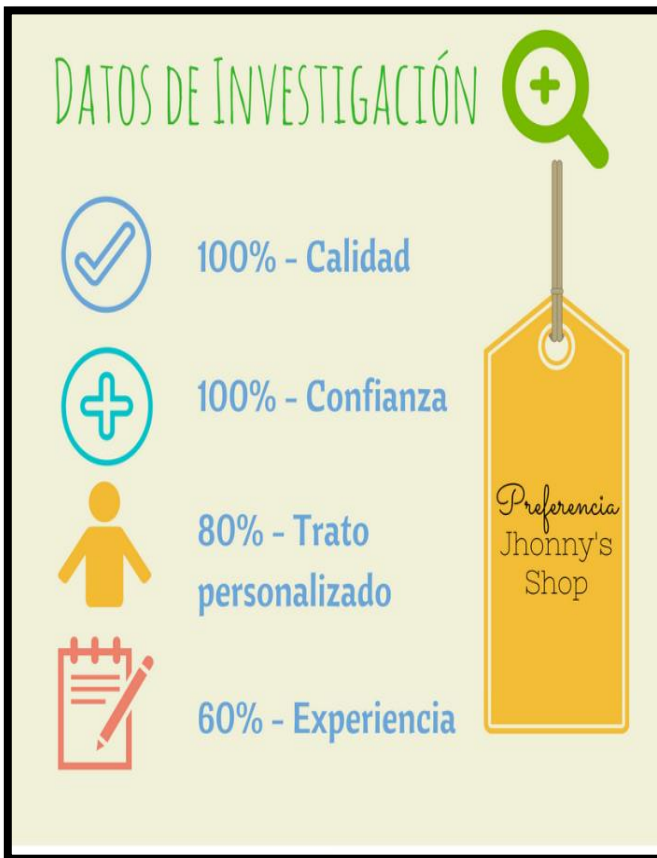 DATOS DE INVESTIGACIÓN
100% - Calidad
100% - Confianza
80% - Trato
personalizado
60% - Experiencia
Preferencia
Jhonny's
Shop